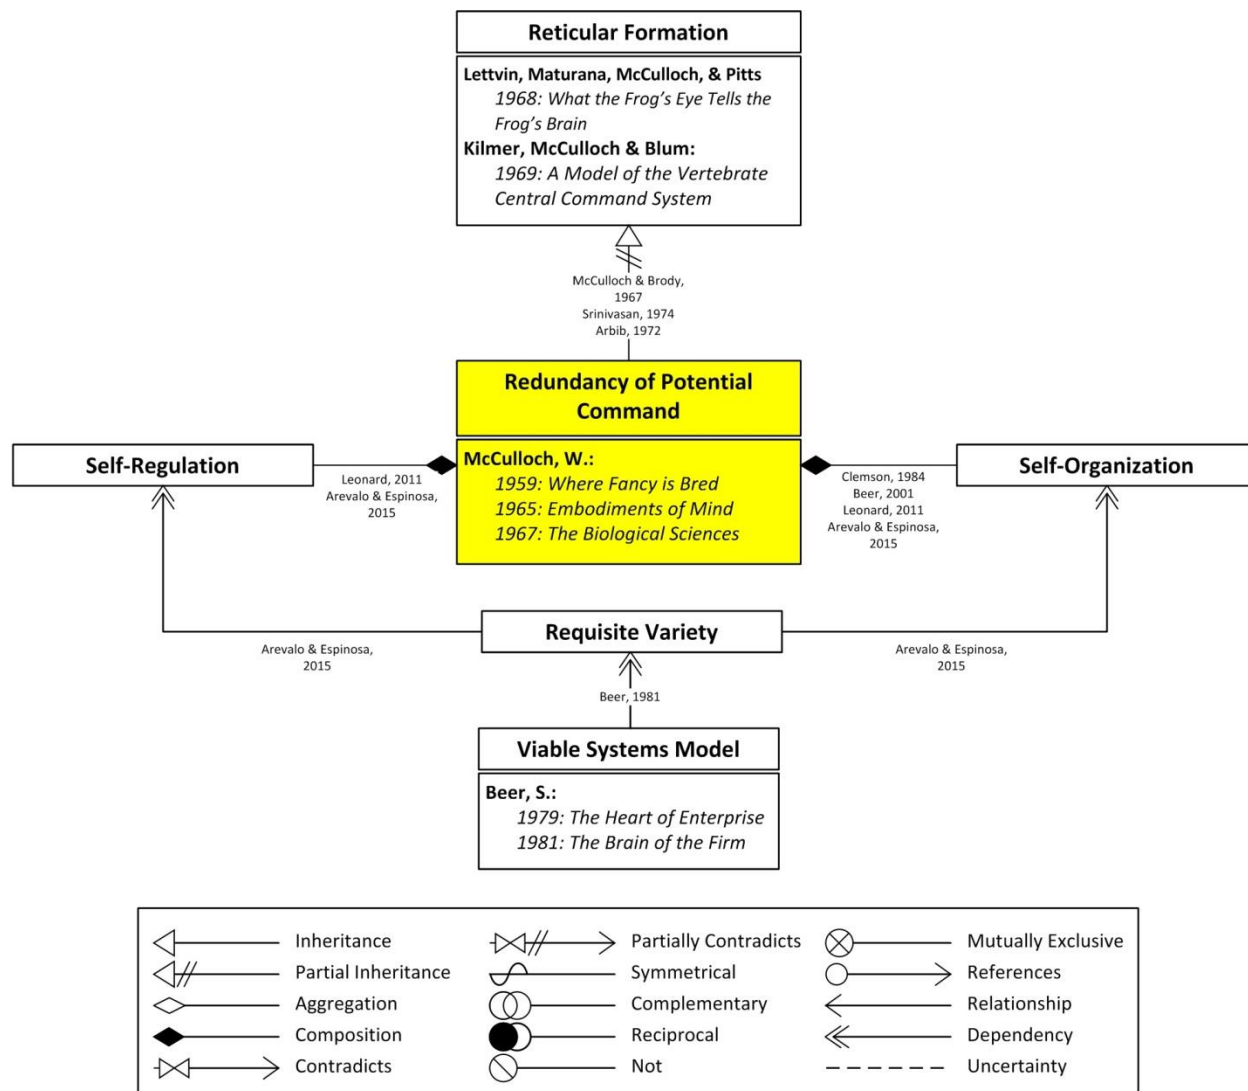 Reticular Formation
Lettvin, Maturana, McCulloch, & Pitts
1968: What the Frog's Eye Tells the
Frog's Brain
Kilmer, McCulloch & Blum:
1969: A Model of the Vertebrate
Central Command System
McCulloch & Brody,
1967
Srinivasan, 1974
Arbib, 1972
Redundancy of Potential
Command
McCulloch, W.:
1959: Where Fancy is Bred
1965: Embodiments of Mind
1967: The Biological Sciences
Self-Regulation
Leonard, 2011
Arevalo & Espinosa,
2015
Self-Organization
Clemson, 1984
Beer, 2001
Leonard, 2011
Arevalo & Espinosa,
2015
Requisite Variety
Arevalo & Espinosa,
2015
Arevalo & Espinosa,
2015
Beer, 1981
Viable Systems Model
Beer, S.:
1979: The Heart of Enterprise
1981: The Brain of the Firm
Inheritance
Partial Inheritance
Aggregation
Composition
Contradicts
Partially Contradicts
Symmetrical
Complementary
Reciprocal
Not
Mutually Exclusive
References
Relationship
Dependency
Uncertainty